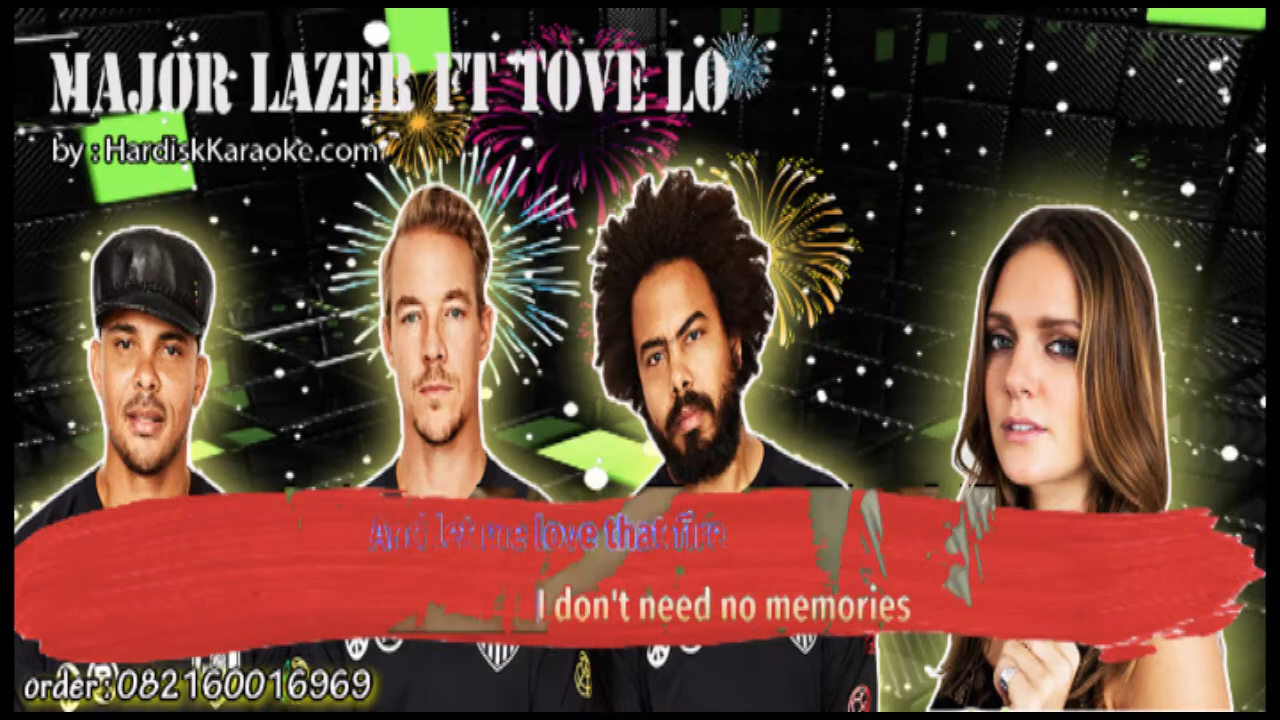 MAJOR LAZER FT TOVE LO
by : HardiskKaraoke.com
And let me love that fire
I don't need no memories
order : 082160016969